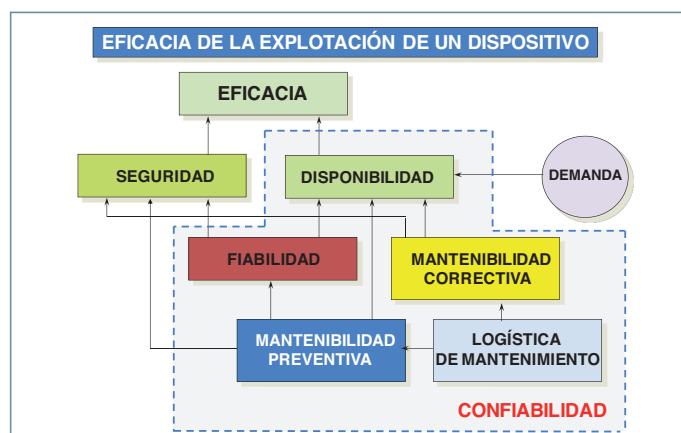 EFICACIA DE LA EXPLOTACIÓN DE UN DISPOSITIVO
EFICACIA
SEGURIDAD
DISPONIBILIDAD
DEMANDA
FIABILIDAD
MANTENIBILIDAD
CORRECTIVA
MANTENIBILIDAD
PREVENTIVA
LOGÍSTICA
DE MANTENIMIENTO
CONFIABILIDAD